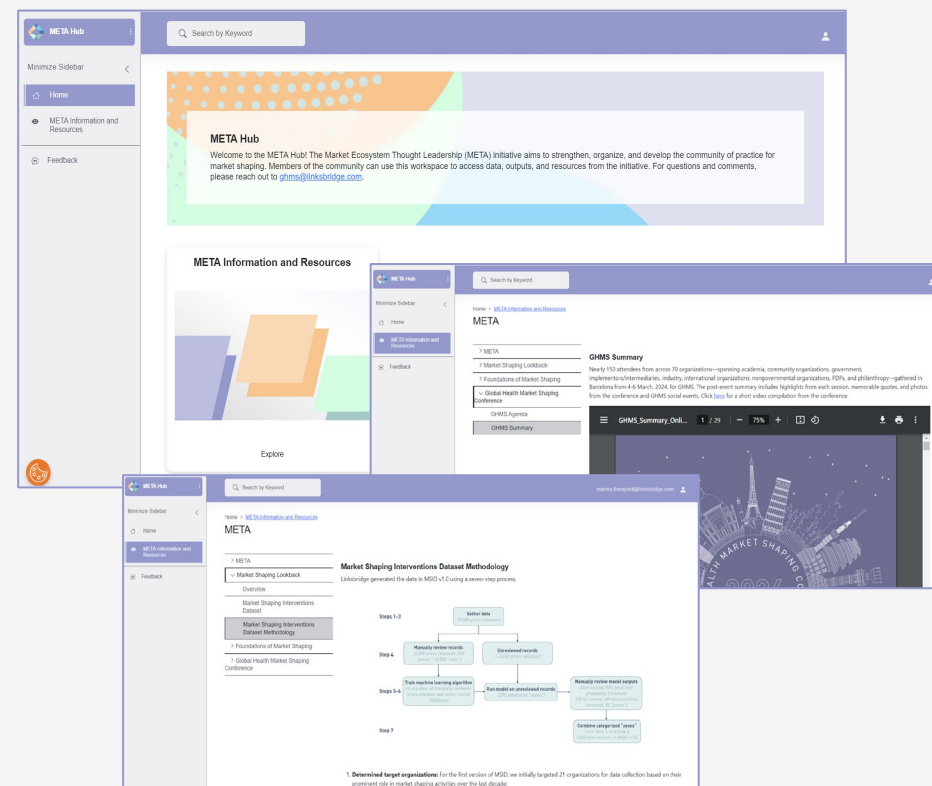 META Hub
Search by Keyword
Minimize Sidebar
Home
META Information and
Resources
Feedback
META Hub
Welcome to the META Hub! The Market Ecosystem Thought Leadership (META) initiative aims to strengthen, organize, and develop the community of practice for
market shaping. Members of the community can use this workspace to access data, outputs, and resources from the initiative. For questions and comments,
please reach out to ghms@linksbridge.com.
META Information and Resources
Explore
META Hub
Search by Keyword
Minimize Sidebar
Home
META Information and
Resources
Feedback
Home > META Information and Resources
META
> META
> Market Shaping Lookback
> Foundations of Market Shaping
Global Health Market Shaping
Conference
GHMS Agenda
GHMS Summary
GHMS Summary
Nearly 150 attendees from across 70 organizations—spanning academia, community organizations, government,
implementors/intermediaries, industry, international organizations, nongovernmental organizations, PDPs, and philanthropy—gathered in
Barcelona from 4-6 March, 2024, for GHMS. The post-event summary includes highlights from each session, memorable quotes, and photos
from the conference and GHMS social events. Click here for a short video compilation from the conference.
GHMS_Summary_Onli... 1 / 29 | — 75% +
MARKET SHAPING
2024
META Hub
Search by Keyword
Minimize Sidebar
Home
META Information and
Resources
Feedback
Home > META Information and Resources
META
> META
Market Shaping Lookback
Overview
Market Shaping Interventions
Dataset
Market Shaping Interventions
Dataset Methodology
> Foundations of Market Shaping
> Global Health Market Shaping
Conference
Market Shaping Interventions Dataset Methodology
Linksbridge generated the data in MSID v1.0 using a seven-step process.
Steps 1-3
Gather data
Step 4
Manually review records
Unreviewed records
Steps 5-6
Train machine learning algorithm
Run model on unreviewed records
Manually review model outputs
Step 7
Combine categorized "yeses"
1. Determined target organizations: For the first version of MSID, we initially targeted 21 organizations for data collection based on their
prominent role in market shaping activities over the last decade: